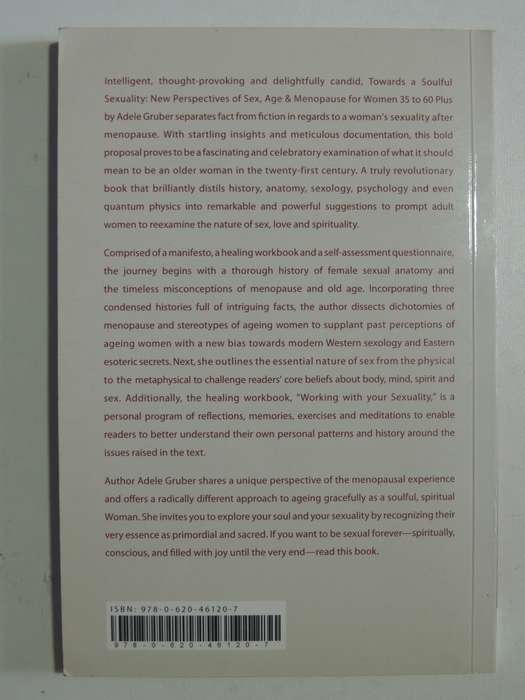 Intelligent, thought-provoking and delightfully candid, Towards a Soulful
Sexuality: New Perspectives of Sex, Age & Menopause for Women 35 to 60 Plus
by Adele Gruber separates fact from fiction in regards to a woman's sexuality after
menopause. With startling insights and meticulous documentation, this bold
proposal proves to be a fascinating and celebratory examination of what it should
mean to be an older woman in the twenty-first century. A truly revolutionary
book that brilliantly distils history, anatomy, sexology, psychology and even
quantum physics into remarkable and powerful suggestions to prompt adult
women to reexamine the nature of sex, love and spirituality.
Comprised of a manifesto, a healing workbook and a self-assessment questionnaire,
the journey begins with a thorough history of female sexual anatomy and
the timeless misconceptions of menopause and old age. Incorporating three
condensed histories full of intriguing facts, the author dissects dichotomies of
menopause and stereotypes of ageing women to supplant past perceptions of
ageing women with a new bias towards modern Western sexology and Eastern
esoteric secrets. Next, she outlines the essential nature of sex from the physical
to the metaphysical to challenge readers' core beliefs about body, mind, spirit and
sex. Additionally, the healing workbook, "Working with your Sexuality," is a
personal program of reflections, memories, exercises and meditations to enable
readers to better understand their own personal patterns and history around the
issues raised in the text.
Author Adele Gruber shares a unique perspective of the menopausal experience
and offers a radically different approach to ageing gracefully as a soulful, spiritual
Woman. She invites you to explore your soul and your sexuality by recognizing their
very essence as primordial and sacred. If you want to be sexual forever—spiritually,
conscious, and filled with joy until the very end—read this book.
ISBN: 978-0-620-46120-7
978-0-620-46120-7